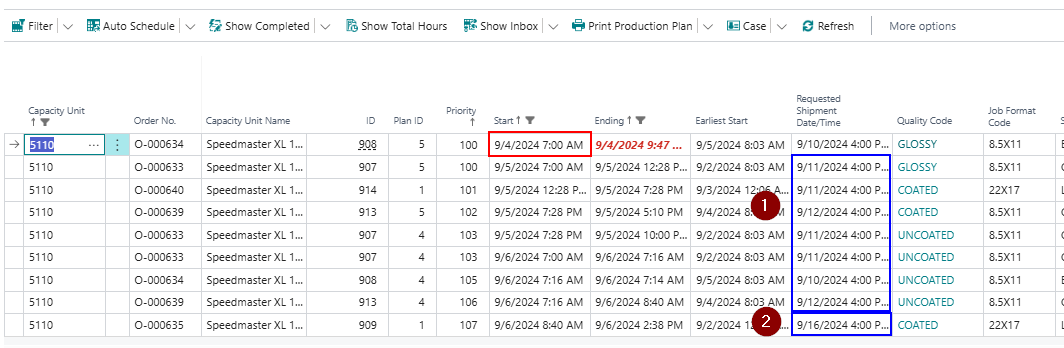 Filter Auto Schedule Show Completed Show Total Hours Show Inbox Print Production Plan Case Refresh More options
Requested
Capacity Unit Priority Shipment Job Format
Order No. Capacity Unit Name ID Plan ID Start Ending Earliest Start Date/Time Quality Code Code S
5110 ... O-000634 Speedmaster XL 1... 908 5 100 9/4/2024 7:00 AM 9/4/2024 9:47 ... 9/5/2024 8:03 AM 9/10/2024 4:00 P... GLOSSY 8.5X11
5110 O-000633 Speedmaster XL 1... 907 5 100 9/5/2024 7:00 AM 9/5/2024 12:28 P... 9/2/2024 8:03 AM 9/11/2024 4:00 P... GLOSSY 8.5X11
5110 O-000640 Speedmaster XL 1... 914 1 101 9/5/2024 12:28 P... 9/5/2024 7:28 PM 9/3/2024 12:06 A... 9/11/2024 4:00 P... COATED 22X17
1
5110 O-000639 Speedmaster XL 1... 913 5 102 9/5/2024 7:28 PM 9/5/2024 5:10 PM 9/4/2024 8: AM 9/12/2024 4:00 P... COATED 8.5X11
5110 O-000633 Speedmaster XL 1... 907 4 103 9/5/2024 7:28 PM 9/5/2024 10:00 P... 9/2/2024 8:03 AM 9/11/2024 4:00 P... UNCOATED 8.5X11
5110 O-000633 Speedmaster XL 1... 907 4 103 9/6/2024 7:00 AM 9/6/2024 7:14 AM 9/2/2024 8:03 AM 9/11/2024 4:00 P... UNCOATED 8.5X11
5110 O-000634 Speedmaster XL 1... 908 4 105 9/6/2024 7:16 AM 9/6/2024 7:14 AM 9/5/2024 8:03 AM 9/10/2024 4:00 P... UNCOATED 8.5X11
5110 O-000639 Speedmaster XL 1... 913 4 106 9/6/2024 7:16 AM 9/6/2024 8:40 AM 9/4/2024 8:03 AM 9/12/2024 4:00 P... UNCOATED 8.5X11
5110 O-000635 Speedmaster XL 1... 909 1 107 9/6/2024 8:40 AM 9/6/2024 2:38 PM 9/2/2024 2 9/16/2024 4:00 P... COATED 22X17